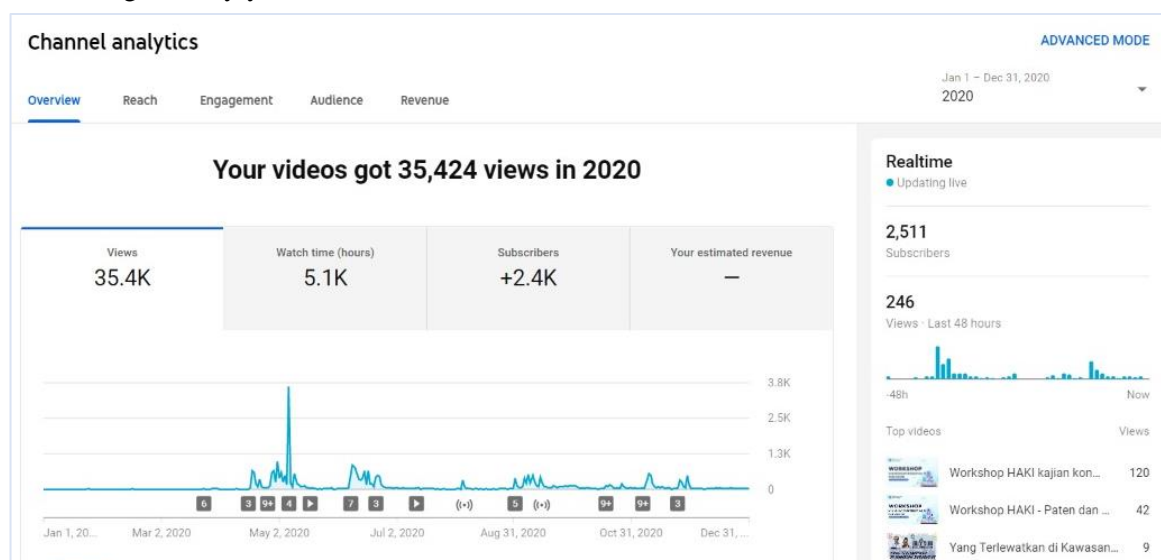 Channel analytics
ADVANCED MODE
Overview
Reach
Engagement
Audience
Revenue
Jan 1 – Dec 31, 2020
2020
Your videos got 35,424 views in 2020
Views
35.4K
Watch time (hours)
5.1K
Subscribers
+2.4K
Your estimated revenue
—
3.8K
2.5K
1.3K
0
6
3
9+
4
7
3
5
9+
9+
3
Jan 1, 20...
Mar 2, 2020
May 2, 2020
Jul 2, 2020
Aug 31, 2020
Oct 31, 2020
Dec 31, ...
Realtime
Updating live
2,511
Subscribers
246
Views · Last 48 hours
-48h
Now
Top videos
Views
WORKSHOP
Workshop HAKI kajian kon...
120
WORKSHOP
Workshop HAKI - Paten dan ...
42
Yang Terlewatkan di Kawasan...
9